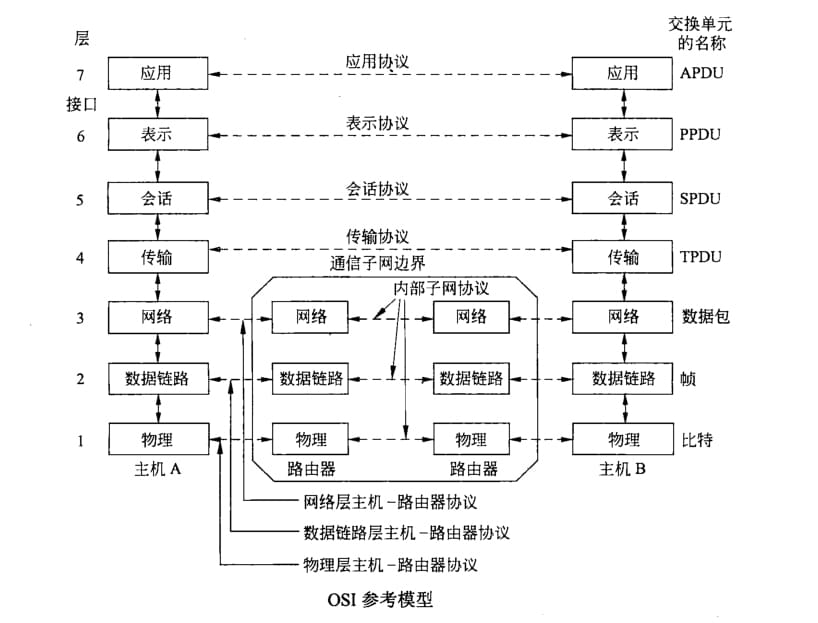 层
交换单元
的名称
7 应用 应用协议 应用 APDU
接口
6 表示 表示协议 表示 PPDU
5 会话 会话协议 会话 SPDU
4 传输 传输协议 传输 TPDU
通信子网边界
内部子网协议
3 网络 网络 网络 网络 数据包
2 数据链路 数据链路 数据链路 数据链路 帧
1 物理 物理 物理 物理 比特
主机 A 路由器 路由器 主机 B
网络层主机-路由器协议
数据链路层主机-路由器协议
物理层主机-路由器协议
OSI 参考模型